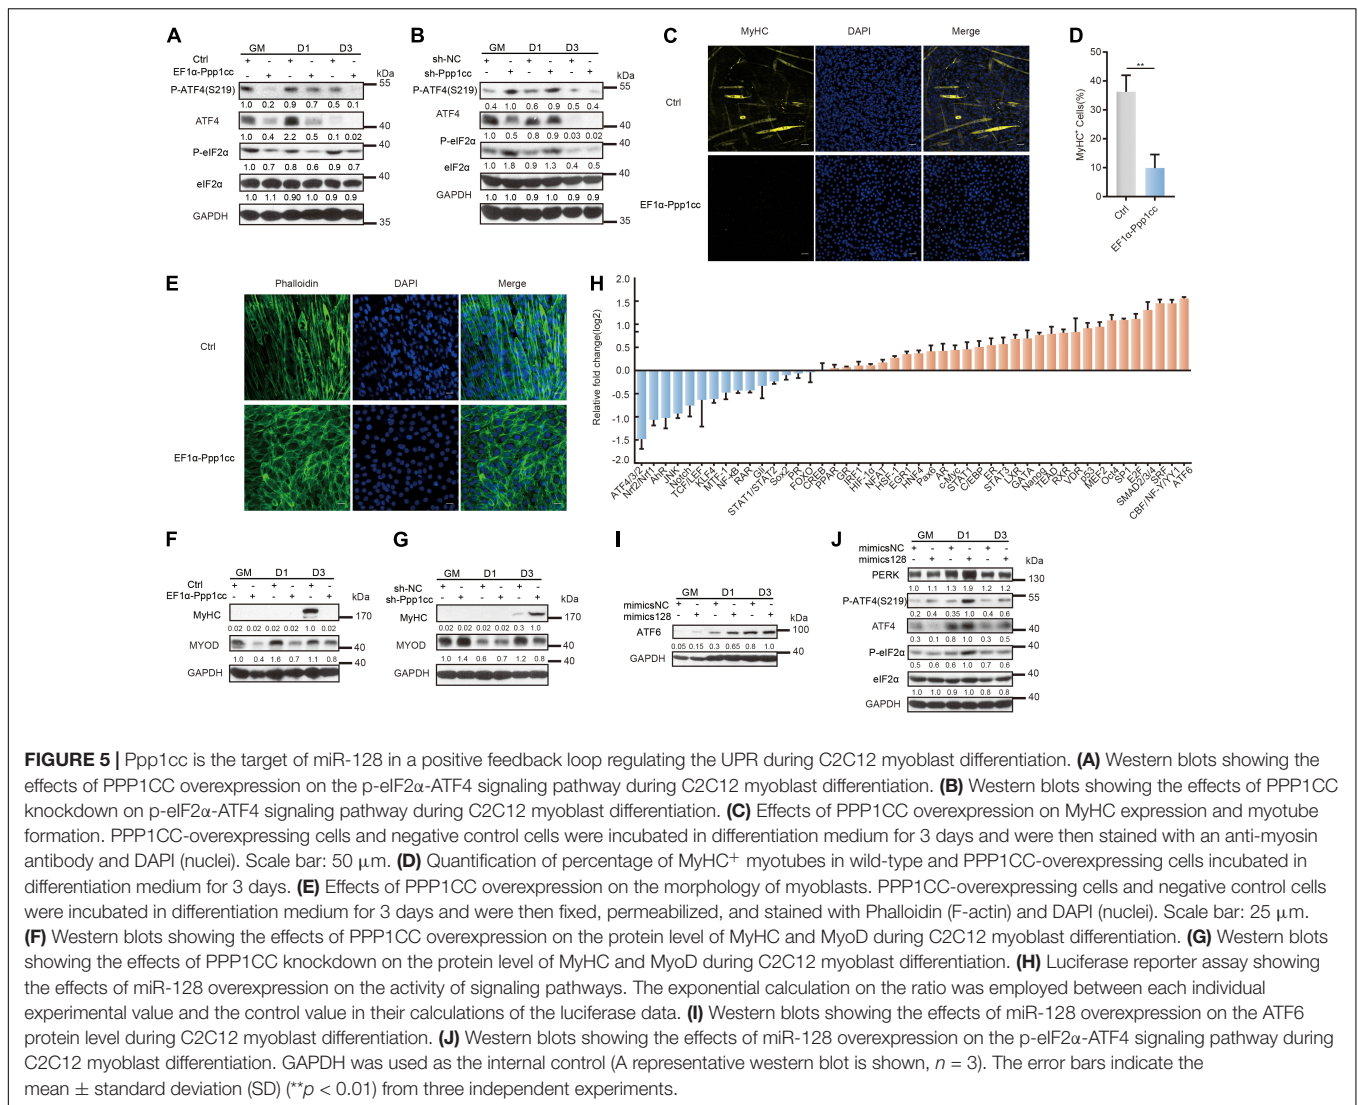 A
GM D1 D3
Ctrl + - + - + -
EF1α-Ppp1cc - + - + - +
kDa
P-ATF4(S219) 55
1.0 0.2 0.9 0.7 0.5 0.1
ATF4 40
1.0 0.4 2.2 0.5 0.1 0.02
P-eIF2α 40
1.0 0.7 0.8 0.6 0.9 0.7
eIF2α
1.0 1.1 0.90 1.0 0.9 0.9
GAPDH 35
B
GM D1 D3
sh-NC + - + - + -
sh-Ppp1cc - + - + - +
kDa
P-ATF4(S219) 55
0.4 1.0 0.6 0.9 0.5 0.4
ATF4 40
1.0 0.5 0.8 0.9 0.03 0.02
P-eIF2α 40
1.0 1.8 0.9 1.3 0.4 0.5
eIF2α
1.0 1.0 0.9 1.0 0.9 0.9
GAPDH 35
C
MyHC DAPI Merge
Ctrl
EF1α-Ppp1cc
D
MyHC+ Cells(%)
50
40
30
20
10
0
**
Ctrl
EF1α-Ppp1cc
E
Phalloidin DAPI Merge
Ctrl
EF1α-Ppp1cc
H
Relative fold change(log2)
2.0
1.5
1.0
0.5
0.0
-0.5
-1.0
-1.5
-2.0
ATF4/3/2
Nrf2/Nrf1
AhR
JNK
Notch
TCF/LEF
KLF4
MTF-1
NF-κB
RAR
Gli
STAT1/STAT2
Sox2
PR
FOXO
CREB
PPAR
GR
IRF1
HIF-1α
NFAT
HSF-1
EGR1
HNF4
Pax6
AR
c-Myc
STAT1
C/EBP
ER
STAT3
LXR
GATA
Nanog
TEAD
RXR
VDR
P53
MEF2
Oct4
SP1
E2F
SMAD2/3/4
SRF
CBF/NF-Y/YY1
ATF6
F
GM D1 D3
Ctrl + - + - + -
EF1α-Ppp1cc - + - + - +
kDa
MyHC 170
0.02 0.02 0.02 0.02 1.0 0.02
MYOD 40
1.0 0.4 1.6 0.7 1.1 0.8
40
GAPDH
G
GM D1 D3
sh-NC + - + - + -
sh-Ppp1cc - + - + - +
kDa
MyHC 170
0.02 0.02 0.02 0.02 0.3 1.0
MYOD 40
1.0 1.4 0.6 0.7 1.2 0.8
40
GAPDH
I
GM D1 D3
mimicsNC + - + - + -
mimics128 - + - + - +
kDa
ATF6 100
0.05 0.15 0.3 0.65 0.8 1.0
40
GAPDH
J
GM D1 D3
mimicsNC + - + - + -
mimics128 - + - + - +
kDa
PERK 130
1.0 1.1 1.3 1.9 1.2 1.2
P-ATF4(S219) 55
0.2 0.4 0.35 1.0 0.4 0.6
ATF4 40
0.3 0.1 0.8 1.0 0.3 0.5
P-eIF2α 40
0.5 0.6 0.6 1.0 0.7 0.6
eIF2α 40
1.0 1.0 0.9 1.0 0.8 0.8
GAPDH 40
FIGURE 5 | Ppp1cc is the target of miR-128 in a positive feedback loop regulating the UPR during C2C12 myoblast differentiation. (A) Western blots showing the
effects of PPP1CC overexpression on the p-eIF2α-ATF4 signaling pathway during C2C12 myoblast differentiation. (B) Western blots showing the effects of PPP1CC
knockdown on p-eIF2α-ATF4 signaling pathway during C2C12 myoblast differentiation. (C) Effects of PPP1CC overexpression on MyHC expression and myotube
formation. PPP1CC-overexpressing cells and negative control cells were incubated in differentiation medium for 3 days and were then stained with an anti-myosin
antibody and DAPI (nuclei). Scale bar: 50 μm. (D) Quantification of percentage of MyHC+ myotubes in wild-type and PPP1CC-overexpressing cells incubated in
differentiation medium for 3 days. (E) Effects of PPP1CC overexpression on the morphology of myoblasts. PPP1CC-overexpressing cells and negative control cells
were incubated in differentiation medium for 3 days and were then fixed, permeabilized, and stained with Phalloidin (F-actin) and DAPI (nuclei). Scale bar: 25 μm.
(F) Western blots showing the effects of PPP1CC overexpression on the protein level of MyHC and MyoD during C2C12 myoblast differentiation. (G) Western blots
showing the effects of PPP1CC knockdown on the protein level of MyHC and MyoD during C2C12 myoblast differentiation. (H) Luciferase reporter assay showing
the effects of miR-128 overexpression on the activity of signaling pathways. The exponential calculation on the ratio was employed between each individual
experimental value and the control value in their calculations of the luciferase data. (I) Western blots showing the effects of miR-128 overexpression on the ATF6
protein level during C2C12 myoblast differentiation. (J) Western blots showing the effects of miR-128 overexpression on the p-eIF2α-ATF4 signaling pathway during
C2C12 myoblast differentiation. GAPDH was used as the internal control (A representative western blot is shown, n = 3). The error bars indicate the
mean ± standard deviation (SD) (**p < 0.01) from three independent experiments.